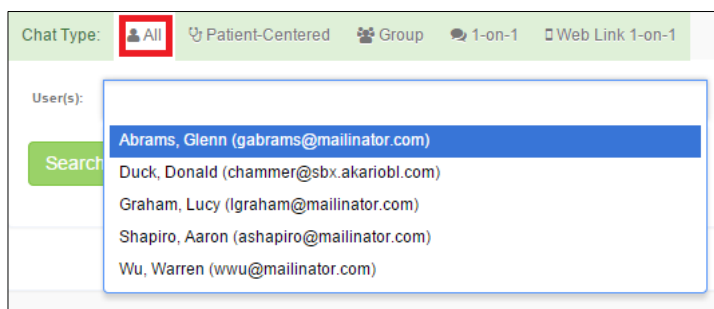 Chat Type: All Patient-Centered Group 1-on-1 Web Link 1-on-1
User(s):
Abrams, Glenn (gabrams@mailinator.com)
Search
Duck, Donald (chammer@sbx.akariobl.com)
Graham, Lucy (lgraham@mailinator.com)
Shapiro, Aaron (ashapiro@mailinator.com)
Wu, Warren (wwu@mailinator.com)